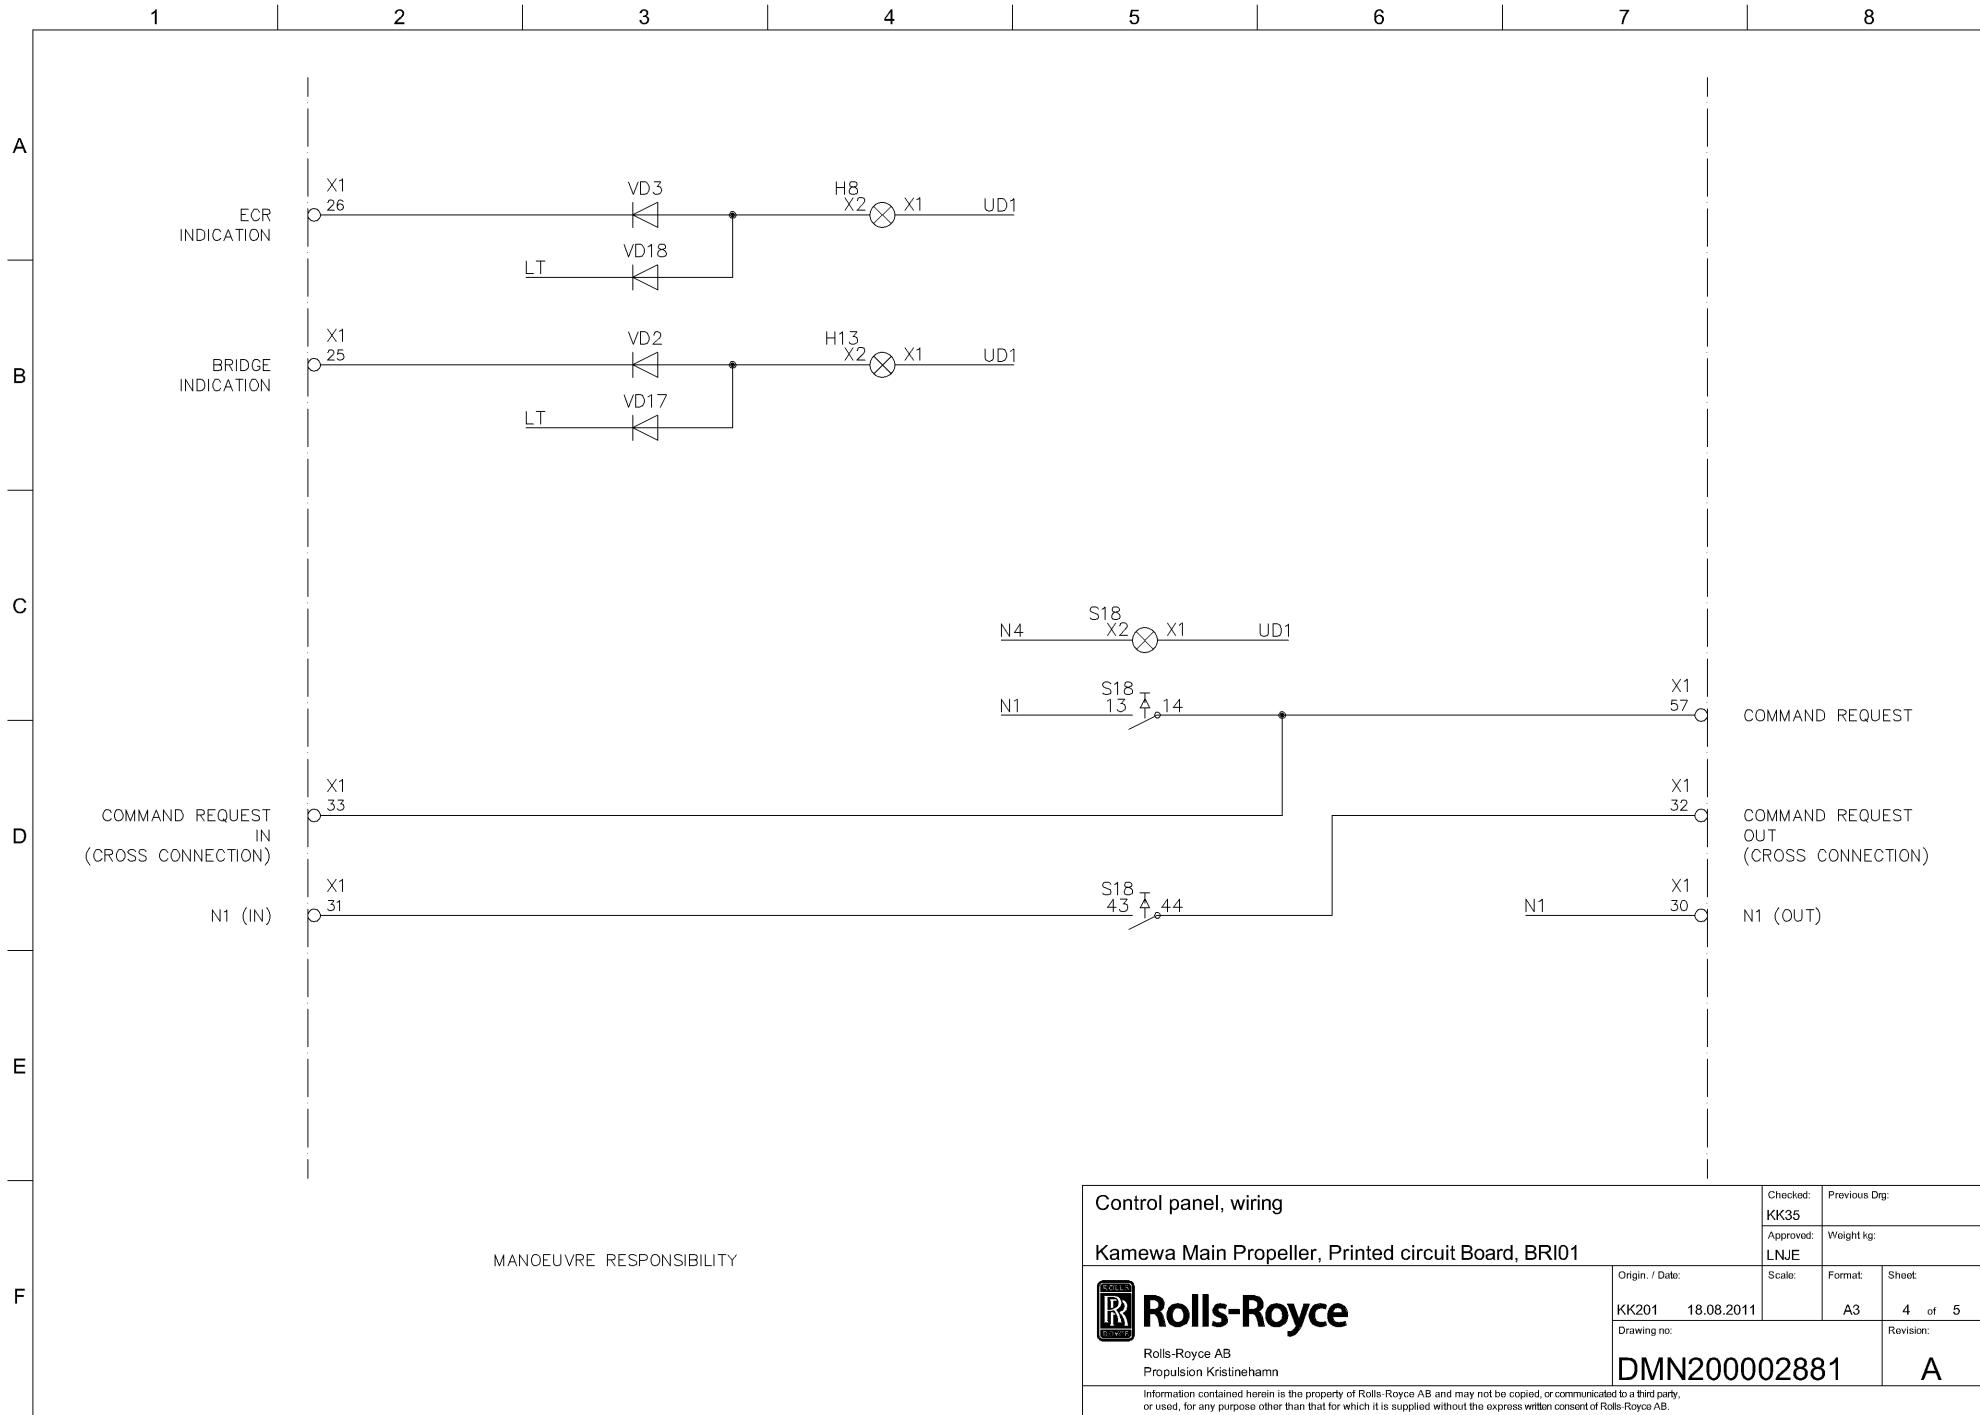 1 2 3 4 5 6 7 8
A
X1 VD3 H8
26 X2 X1 UD1
ECR
INDICATION
VD18
LT
X1 VD2 H13
25 X2 X1 UD1
BRIDGE
INDICATION
B
VD17
LT
C
S18
N4 X2 X1 UD1
S18 X1
N1 13 14 57
COMMAND REQUEST
X1 X1
33 32
COMMAND REQUEST
IN
(CROSS CONNECTION)
COMMAND REQUEST
OUT
(CROSS CONNECTION)
D
X1 S18 X1
31 43 44 N1 30
N1 (IN) N1 (OUT)
E
MANOEUVRE RESPONSIBILITY
F
Control panel, wiring
Kamewa Main Propeller, Printed circuit Board, BRI01
Checked: Previous Drg:
KK35
Approved: Weight kg:
LNJE
Origin. / Date: Scale: Format: Sheet:
KK201 18.08.2011 A3 4 of 5
ROLLS
RR
ROYCE
Rolls-Royce
Rolls-Royce AB
Propulsion Kristinehamn
Drawing no: Revision:
DMN200002881 A
Information contained herein is the property of Rolls-Royce AB and may not be copied, or communicated to a third party,
or used, for any purpose other than that for which it is supplied without the express written consent of Rolls-Royce AB.